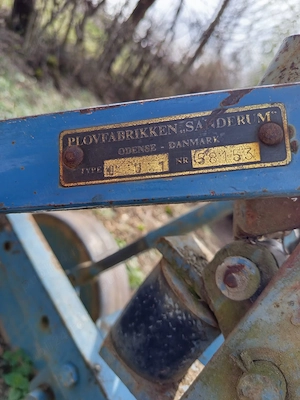 PLOVFABRIKKEN „SANDERUM"
ODENSE - DANMARK
TYPE NR